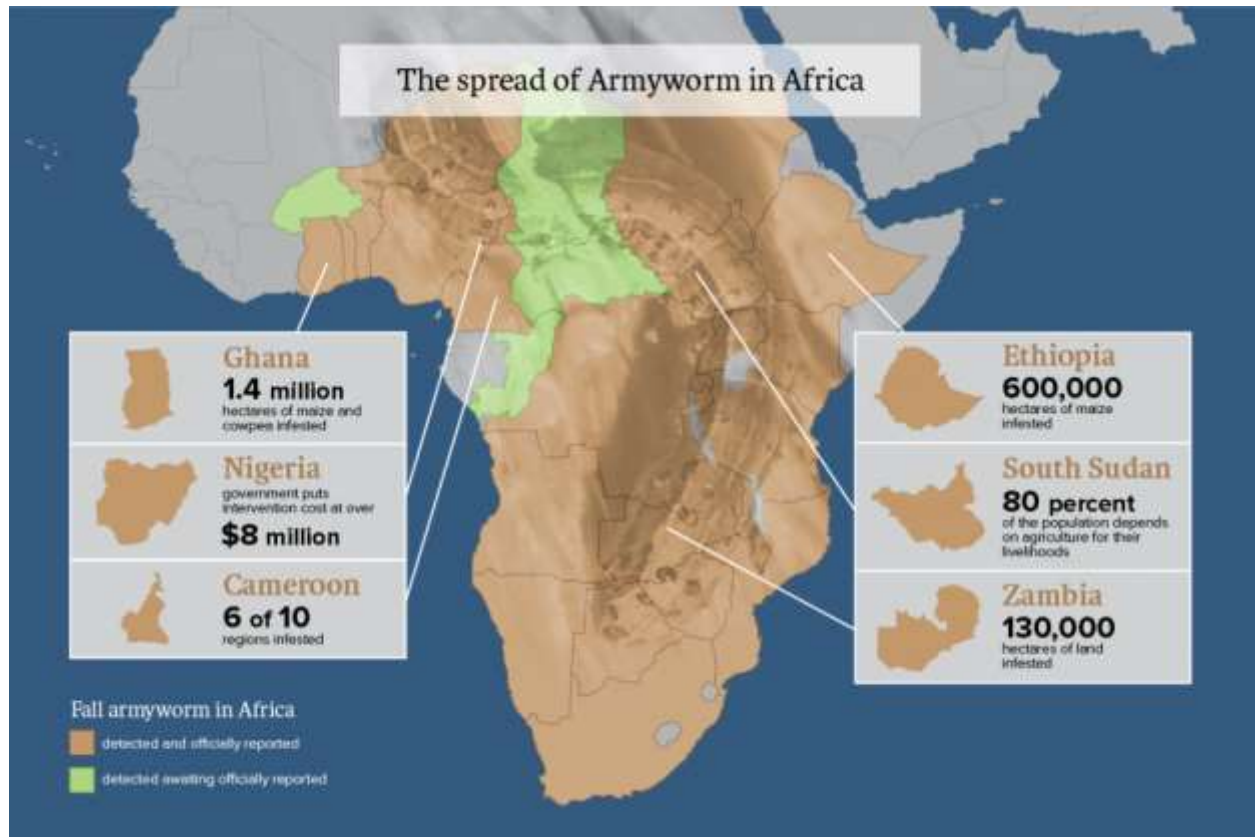 The spread of Armyworm in Africa
Ghana
1.4 million
hectares of maize and
cowpea infested
Nigeria
government puts
intervention cost at over
$8 million
Cameroon
6 of 10
regions infested
Ethiopia
600,000
hectares of maize
infested
South Sudan
80 percent
of the population depends
on agriculture for their
livelihoods
Zambia
130,000
hectares of land
infested
Fall armyworm in Africa
detected and officially reported
detected awaiting officially reported